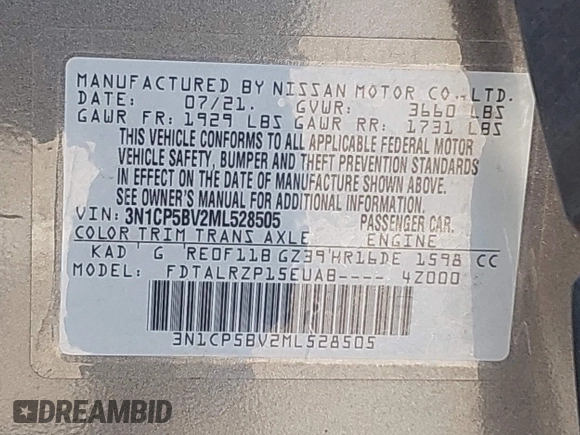 MANUFACTURED BY NISSAN MOTOR CO.,LTD.
DATE: 07/21. GVWR: 3660 LBS
GAWR FR: 1929 LBS GAWR RR: 1731 LBS
THIS VEHICLE CONFORMS TO ALL APPLICABLE FEDERAL MOTOR
VEHICLE SAFETY, BUMPER AND THEFT PREVENTION STANDARDS
IN EFFECT ON THE DATE OF MANUFACTURE SHOWN ABOVE.
SEE OWNER'S MANUAL FOR ADDITIONAL INFORMATION.
VIN: 3N1CP5BV2ML528505 PASSENGER CAR.
COLOR TRIM TRANS AXLE ENGINE
KAD G RE0F11B GZ39 HR16DE 1598 CC
MODEL: FDTALRZP15EUAB---- 4Z000
3N1CP5BV2ML528505
DREAMBID